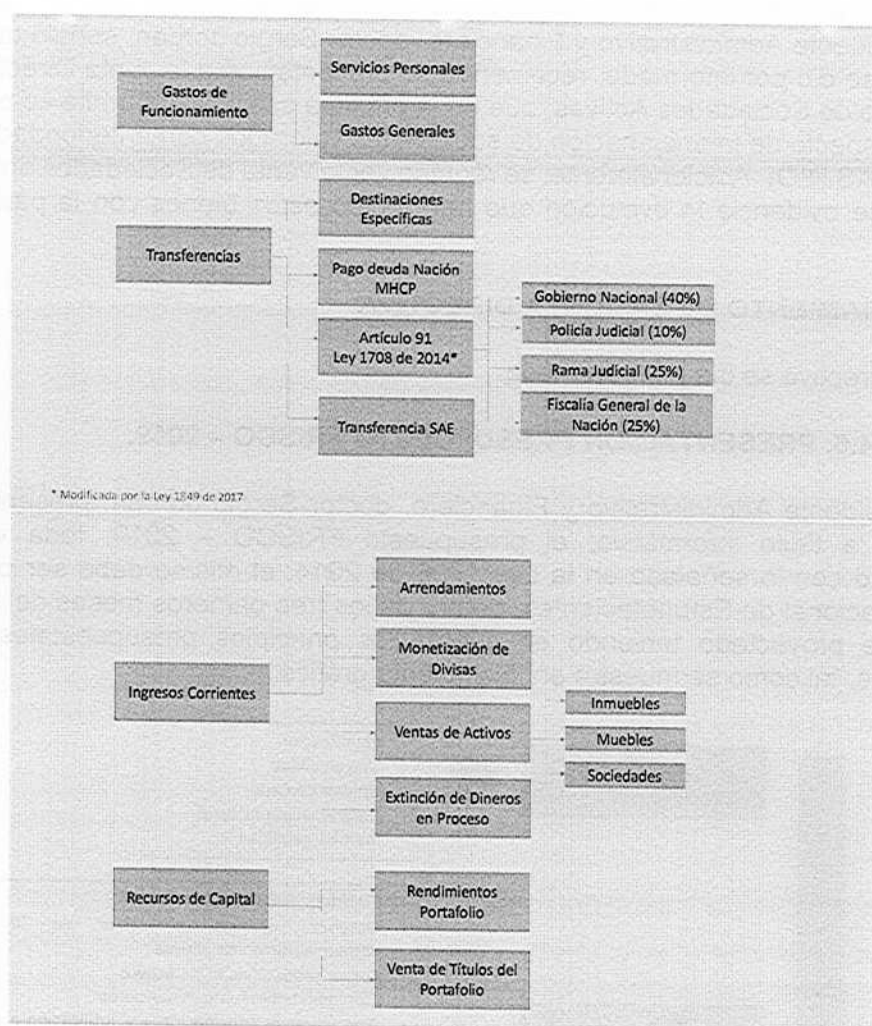 Servicios Personales
Gastos de
Funcionamiento
Gastos Generales
Destinaciones
Específicas
Transferencias
Pago deuda Nación
MHCP
Artículo 91
Ley 1708 de 2014*
Transferencia SAE
Gobierno Nacional (40%)
Policía Judicial (10%)
Rama Judicial (25%)
Fiscalía General de la
Nación (25%)
* Modificada por la Ley 1849 de 2017
Arrendamientos
Monetización de
Divisas
Ingresos Corrientes
Ventas de Activos
Inmuebles
Muebles
Sociedades
Extinción de Dineros
en Proceso
Recursos de Capital
Rendimientos
Portafolio
Venta de Títulos del
Portafolio